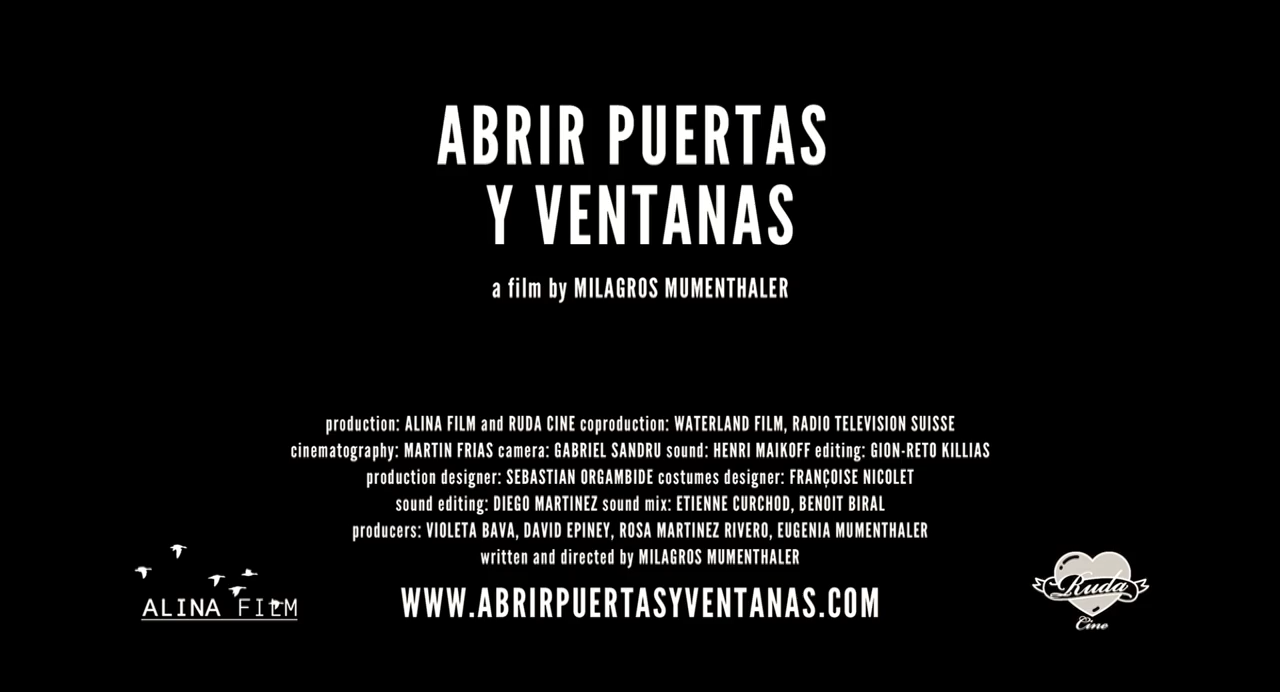 ABRIR PUERTAS
Y VENTANAS
a film by MILAGROS MUMENTHALER
production: ALINA FILM and RUDA CINE coproduction: WATERLAND FILM, RADIO TELEVISION SUISSE
cinematography: MARTIN FRIAS camera: GABRIEL SANDRU sound: HENRI MAIKOFF editing: GION-RETO KILLIAS
production designer: SEBASTIAN ORGAMBIDE costumes designer: FRANÇOISE NICOLET
sound editing: DIEGO MARTINEZ sound mix: ETIENNE CURCHOD, BENOIT BIRAL
producers: VIOLETA BAVA, DAVID EPINEY, ROSA MARTINEZ RIVERO, EUGENIA MUMENTHALER
written and directed by MILAGROS MUMENTHALER
WWW.ABRIRPUERTASYVENTANAS.COM
ALINA FILM
Ruda
Cine